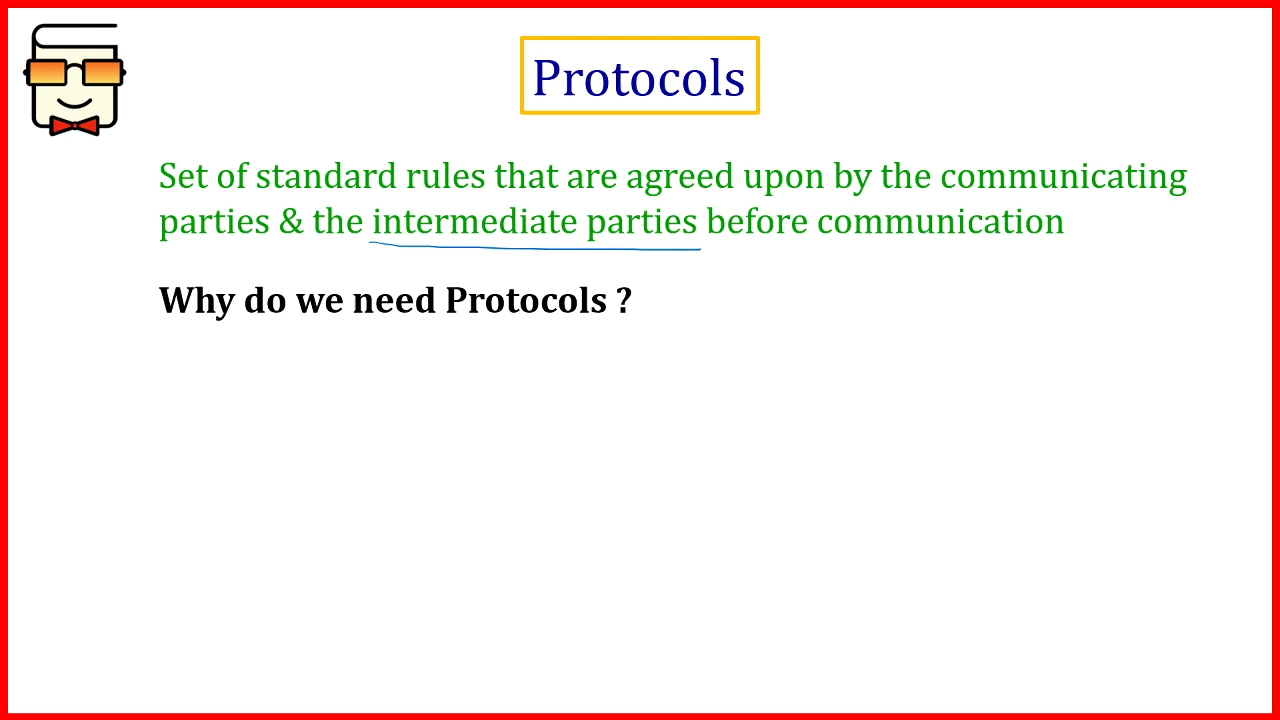 Protocols
Set of standard rules that are agreed upon by the communicating
parties & the intermediate parties before communication
Why do we need Protocols ?